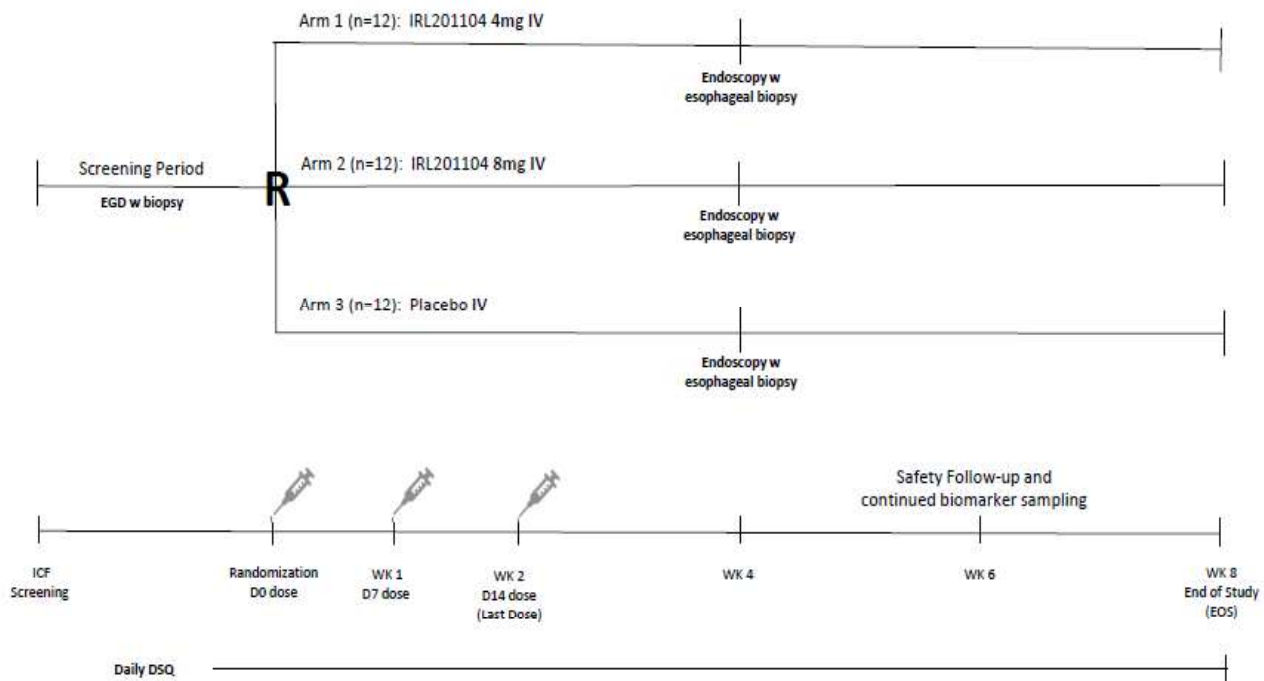 Arm 1 (n=12): IRL201104 4mg IV
Endoscopy w
esophageal biopsy
Screening Period
EGD w biopsy
R
Arm 2 (n=12): IRL201104 8mg IV
Endoscopy w
esophageal biopsy
Arm 3 (n=12): Placebo IV
Endoscopy w
esophageal biopsy
Safety Follow-up and
continued biomarker sampling
ICF
Screening
Randomization
D0 dose
WK 1
D7 dose
WK 2
D14 dose
(Last Dose)
WK 4
WK 6
WK 8
End of Study
(EOS)
Daily DSQ